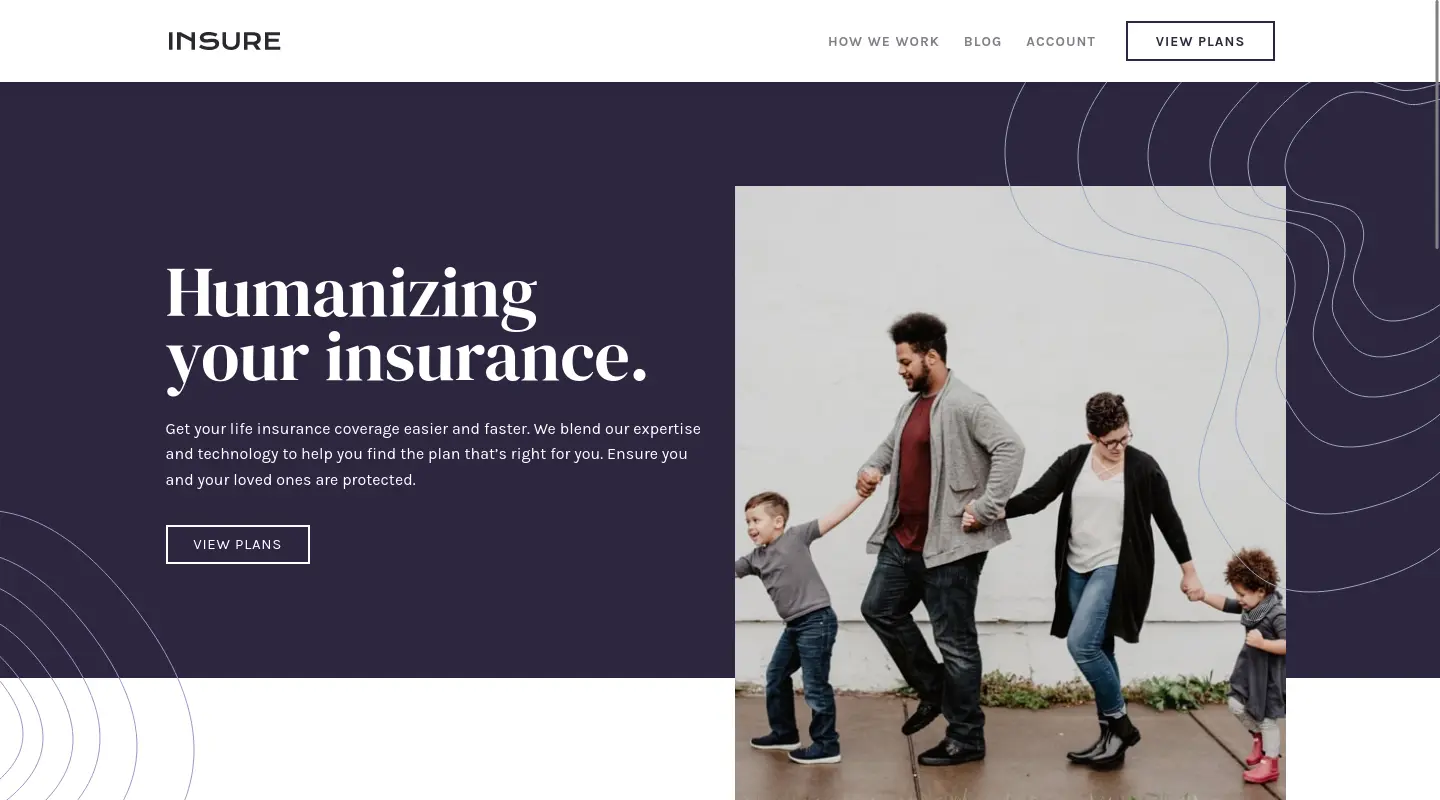 INSURE
HOW WE WORK
BLOG
ACCOUNT
VIEW PLANS
Humanizing
your insurance.
Get your life insurance coverage easier and faster. We blend our expertise
and technology to help you find the plan that's right for you. Ensure you
and your loved ones are protected.
VIEW PLANS